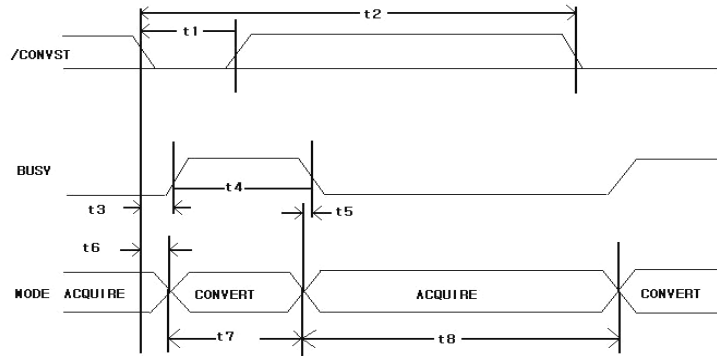 t2
t1
/CONVST
BUSY
t4
t3
t5
t6
MODE ACQUIRE CONVERT ACQUIRE CONVERT
t7
t8